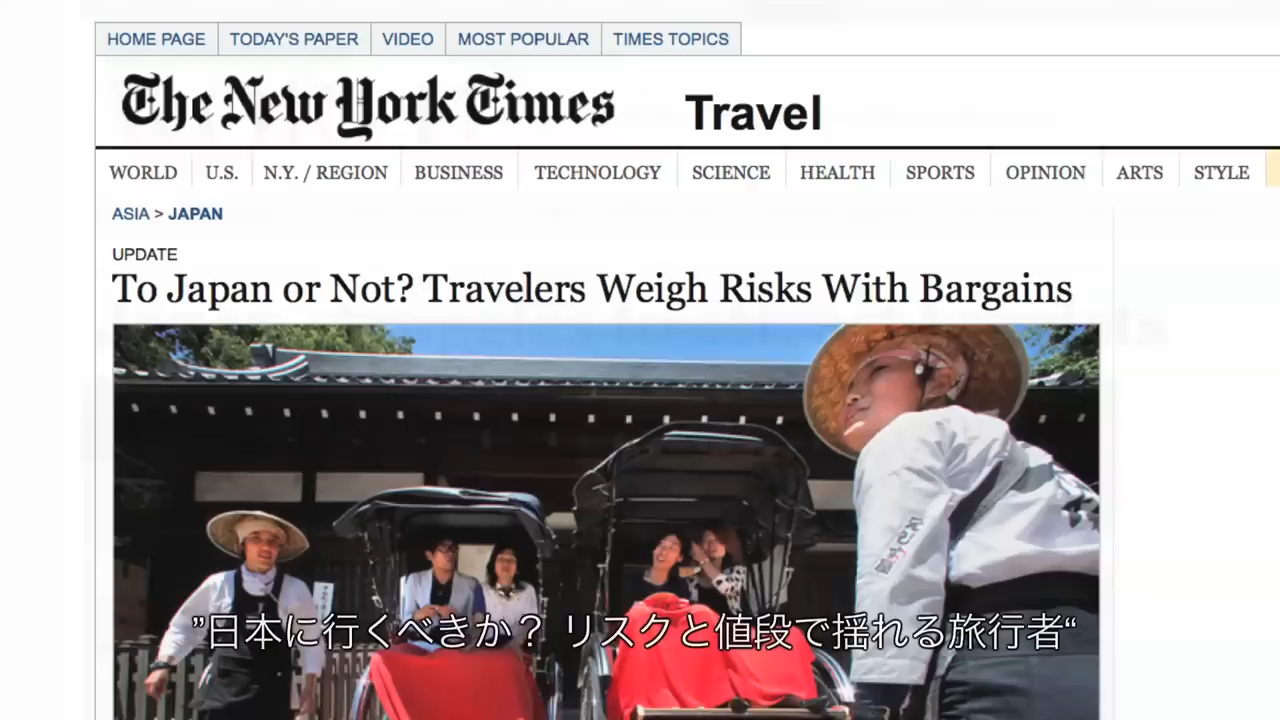 HOME PAGE TODAY'S PAPER VIDEO MOST POPULAR TIMES TOPICS
The New York Times Travel
WORLD U.S. N.Y. / REGION BUSINESS TECHNOLOGY SCIENCE HEALTH SPORTS OPINION ARTS STYLE
ASIA > JAPAN
UPDATE
To Japan or Not? Travelers Weigh Risks With Bargains
”日本に行くべきか？ リスクと値段で揺れる旅行者“